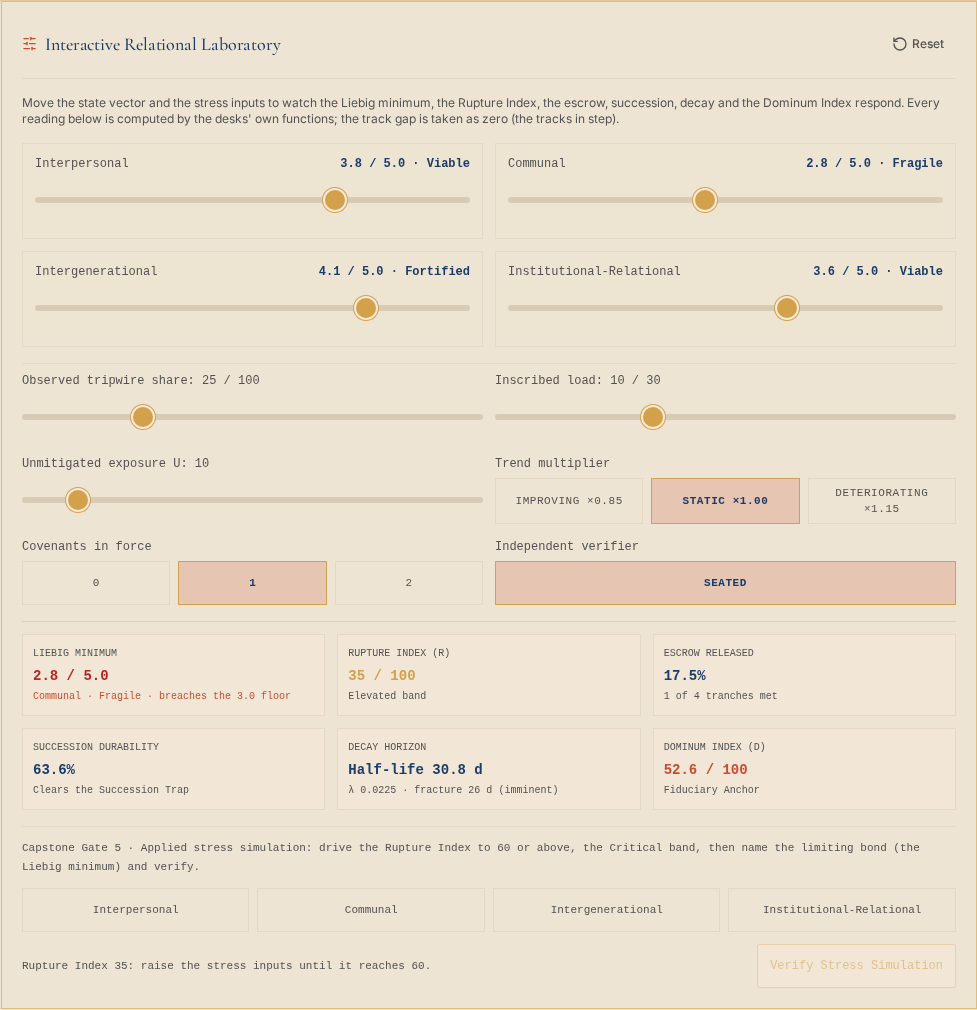 Interactive Relational Laboratory
Reset
Move the state vector and the stress inputs to watch the Liebig minimum, the Rupture Index, the escrow, succession, decay and the Dominum Index respond. Every
reading below is computed by the desks' own functions; the track gap is taken as zero (the tracks in step).
Interpersonal
3.8 / 5.0 · Viable
Communal
2.8 / 5.0 · Fragile
Intergenerational
4.1 / 5.0 · Fortified
Institutional-Relational
3.6 / 5.0 · Viable
Observed tripwire share: 25 / 100
Inscribed load: 10 / 30
Unmitigated exposure U: 10
Trend multiplier
IMPROVING ×0.85
STATIC ×1.00
DETERIORATING
×1.15
Covenants in force
Independent verifier
0
1
2
SEATED
LIEBIG MINIMUM
2.8 / 5.0
Communal · Fragile · breaches the 3.0 floor
RUPTURE INDEX (R)
35 / 100
Elevated band
ESCROW RELEASED
17.5%
1 of 4 tranches met
SUCCESSION DURABILITY
63.6%
Clears the Succession Trap
DECAY HORIZON
Half-life 30.8 d
λ 0.0225 · fracture 26 d (imminent)
DOMINUM INDEX (D)
52.6 / 100
Fiduciary Anchor
Capstone Gate 5 · Applied stress simulation: drive the Rupture Index to 60 or above, the Critical band, then name the limiting bond (the
Liebig minimum) and verify.
Interpersonal
Communal
Intergenerational
Institutional-Relational
Rupture Index 35: raise the stress inputs until it reaches 60.
Verify Stress Simulation